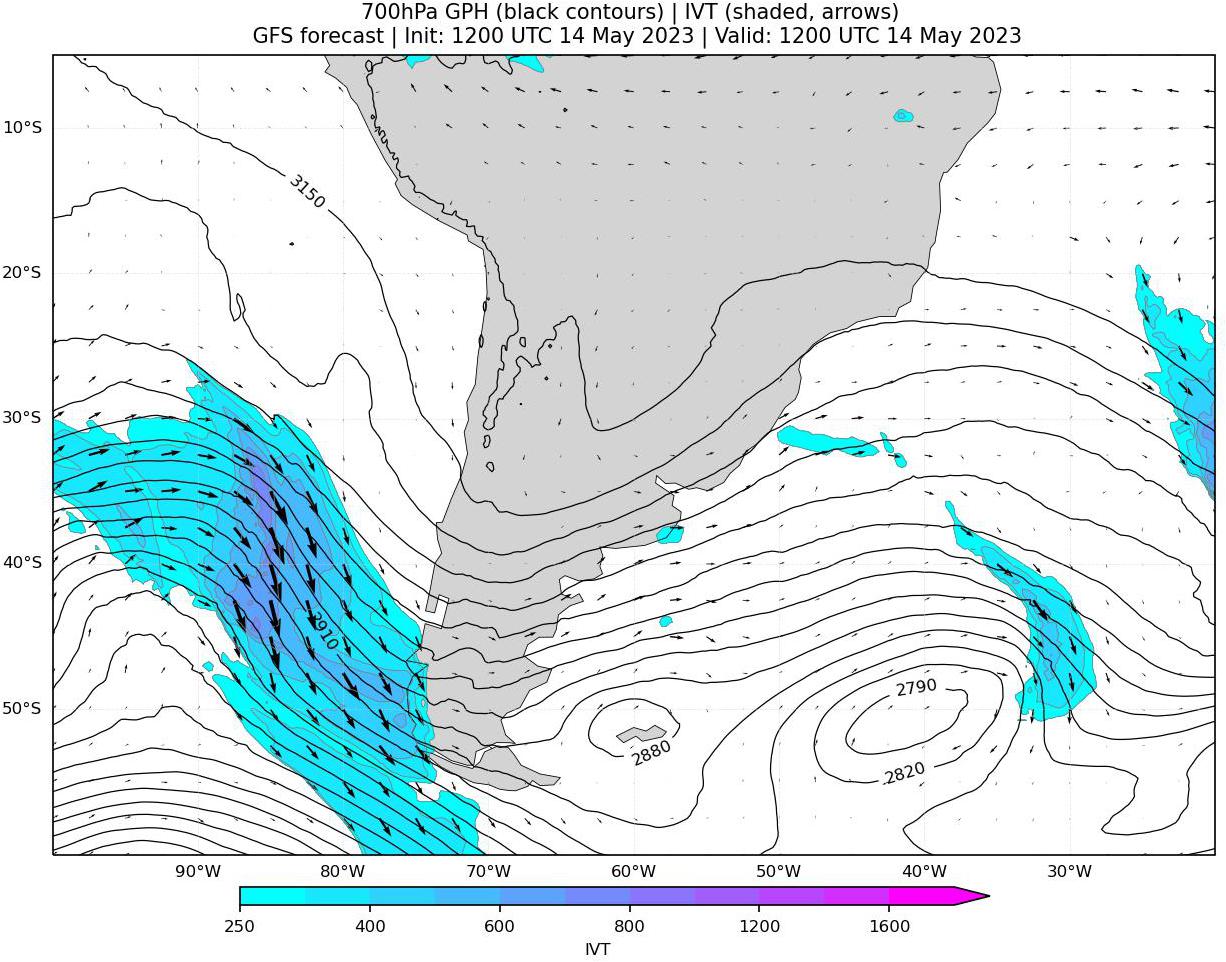 700hPa GPH (black contours) | IVT (shaded, arrows)
GFS forecast | Init: 1200 UTC 14 May 2023 | Valid: 1200 UTC 14 May 2023
10°S
3150
20°S
30°S
40°S
2910
2790
50°S
2880
2820
90°W 80°W 70°W 60°W 50°W 40°W 30°W
250 400 600 800 1200 1600
IVT